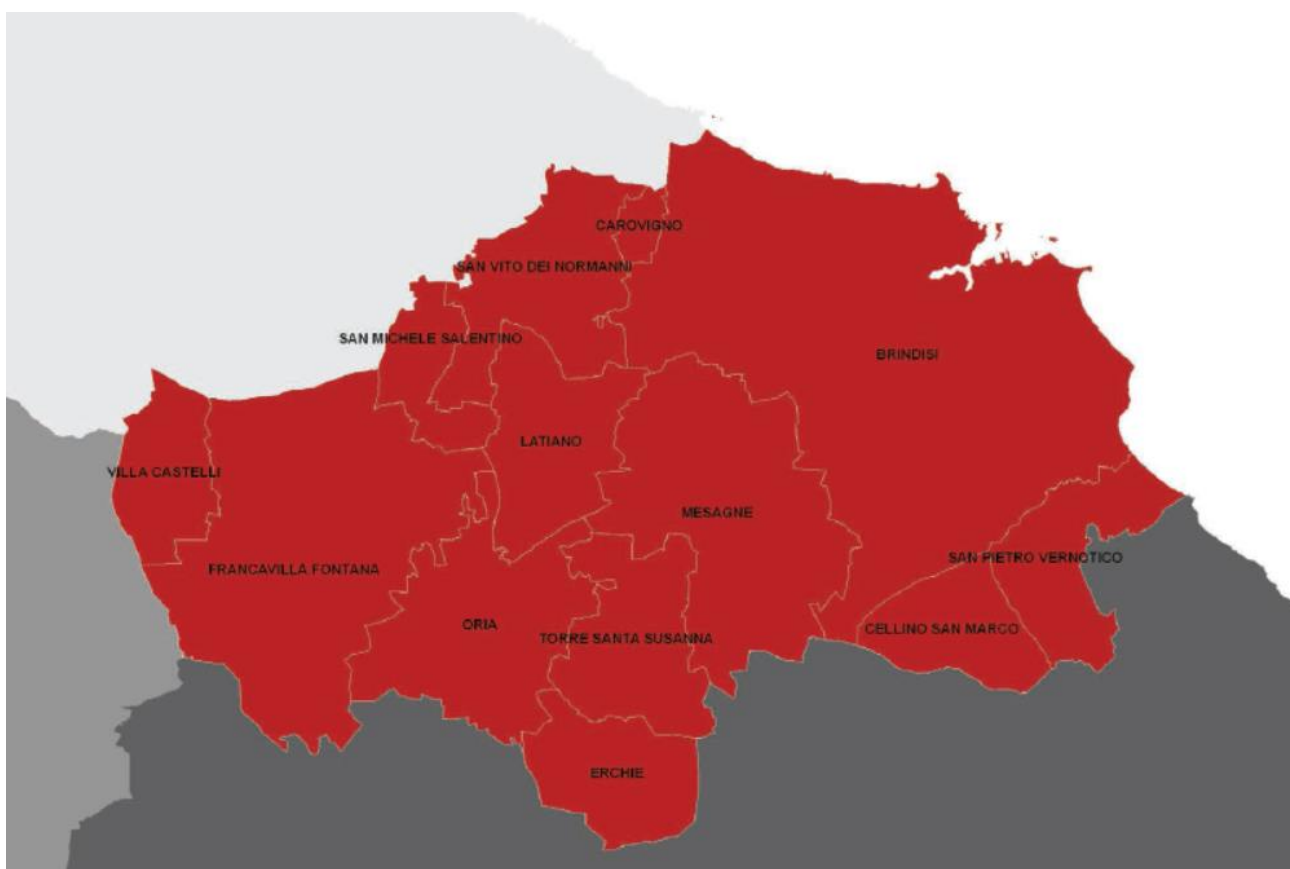 CAROVIGNO
SAN VITO DEI NORMANNI
SAN MICHELE SALENTINO
BRINDISI
LATIANO
VILLA CASTELLI
MESAGNE
SAN PIETRO VERNOTICO
FRANCAVILLA FONTANA
ORIA
CELLINO SAN MARCO
TORRE SANTA SUSANNA
ERCHIE